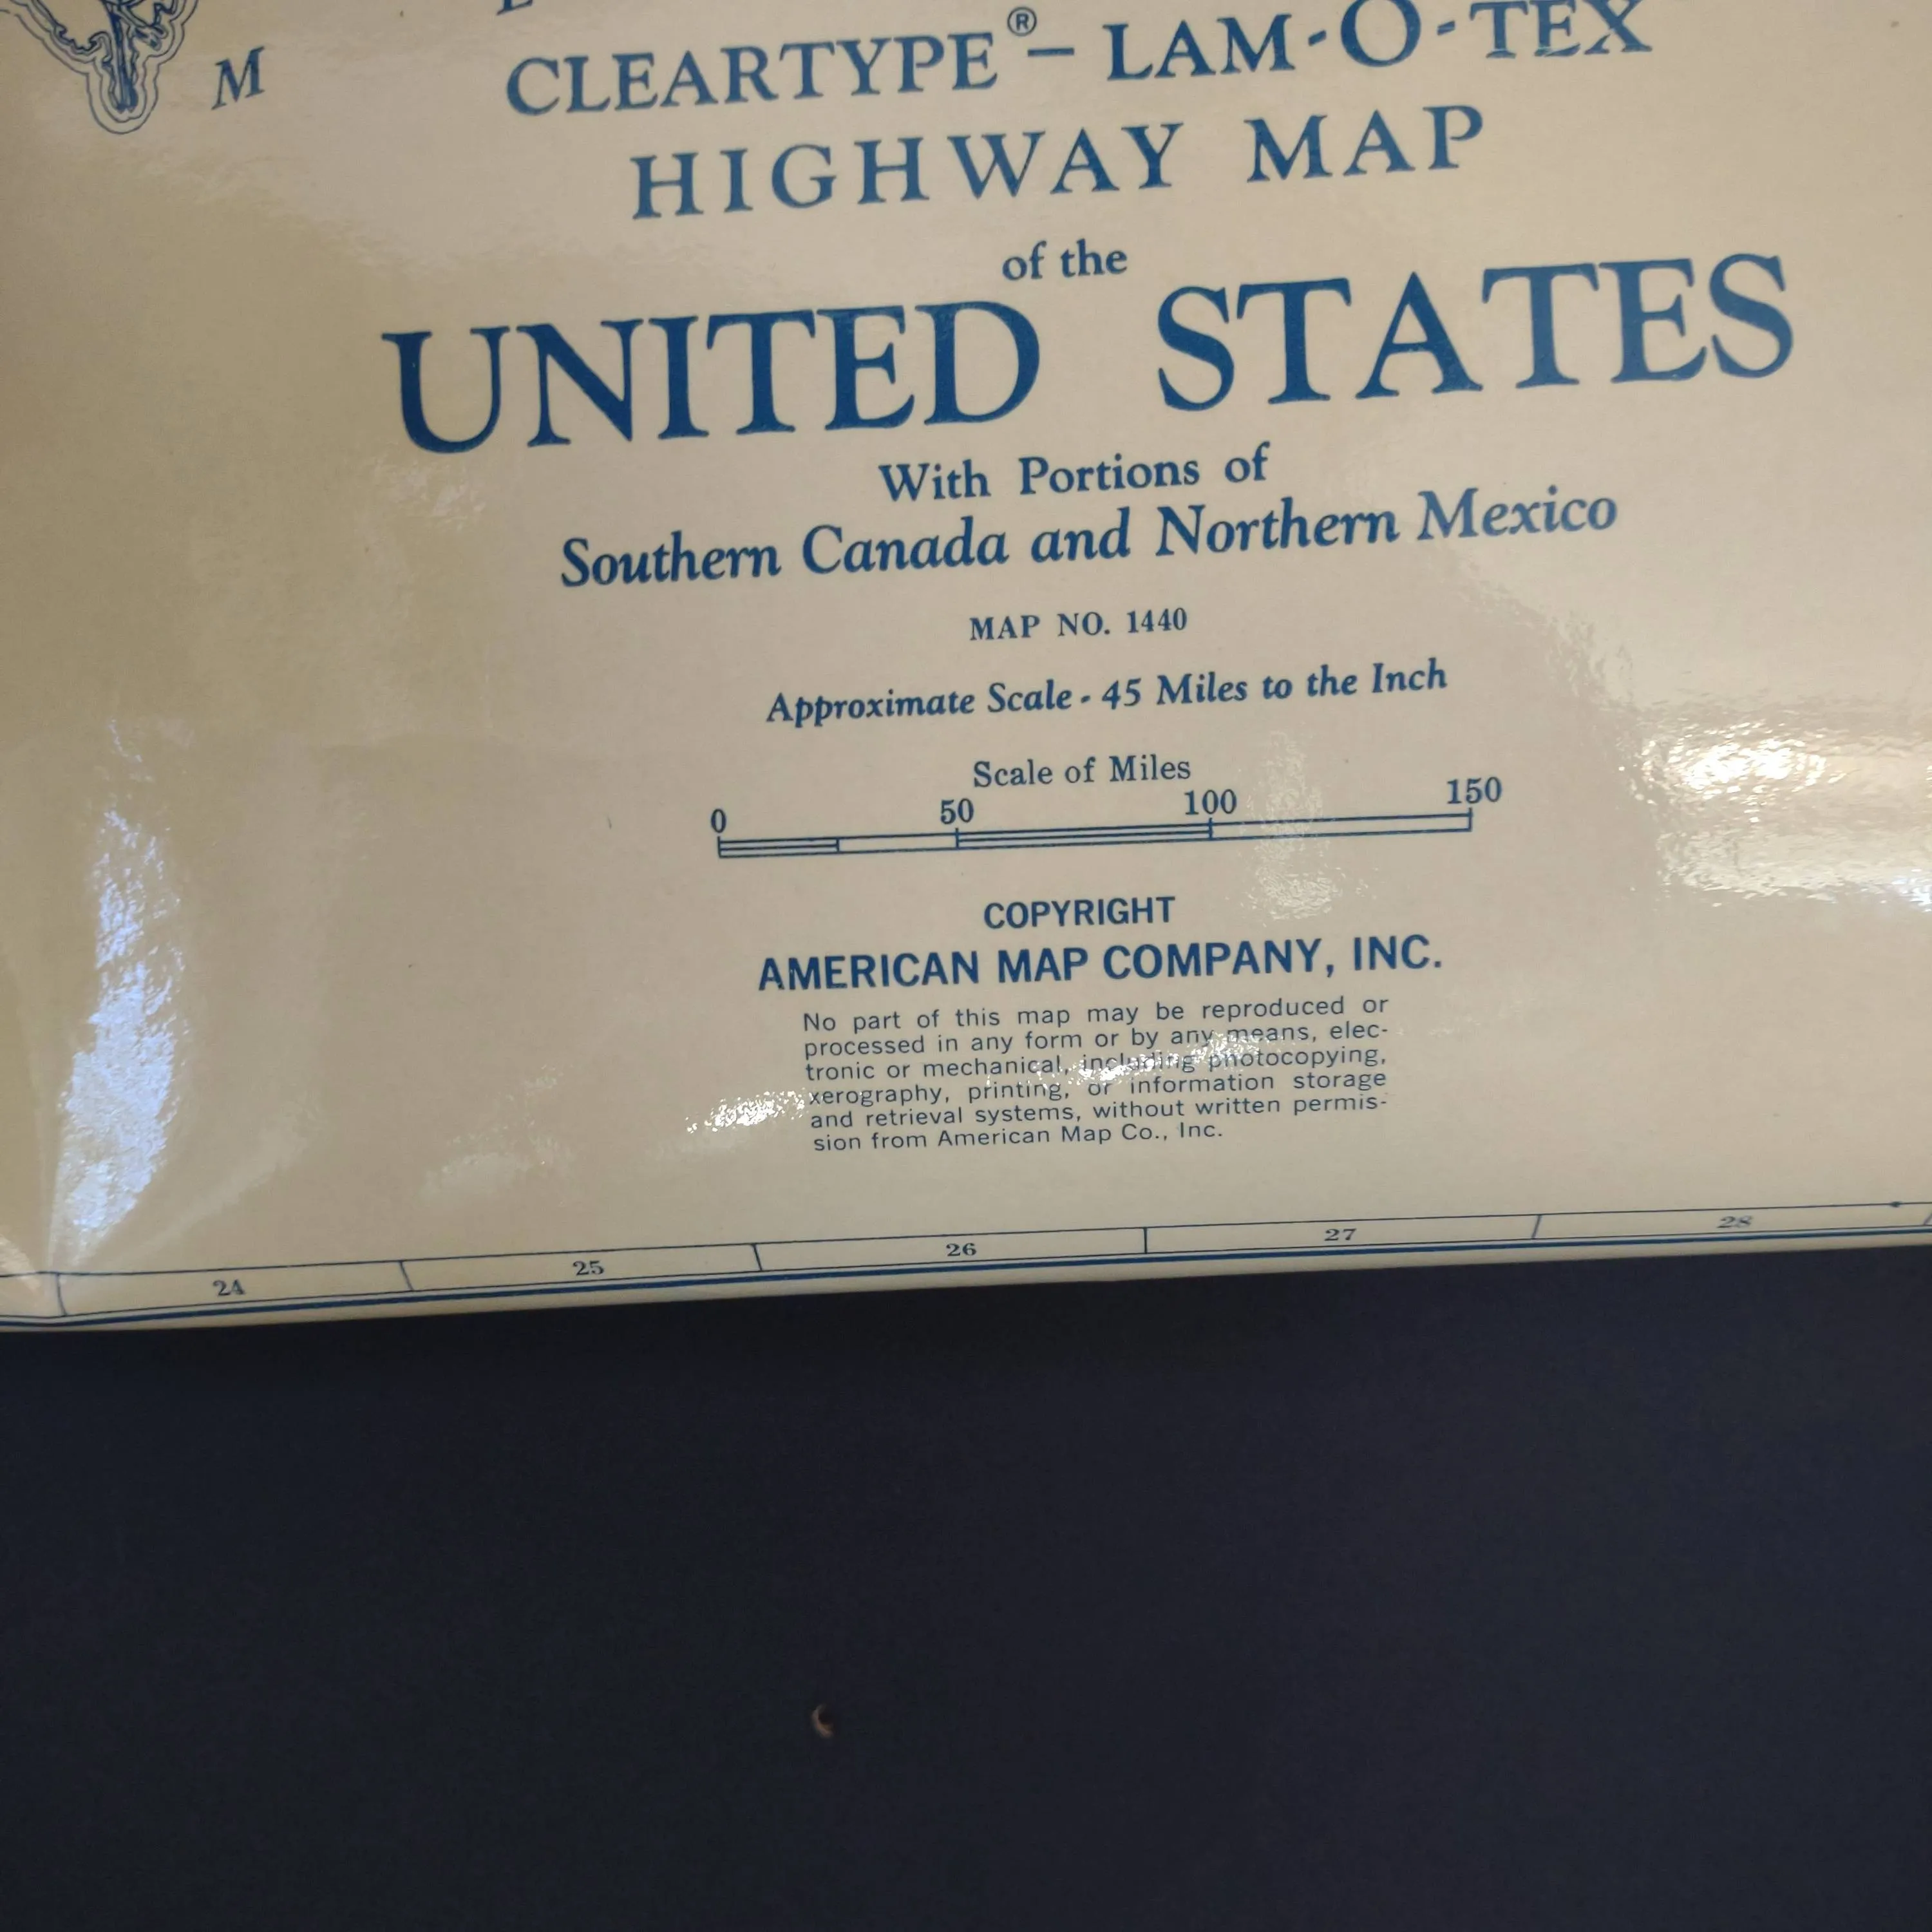 M
CLEARTYPE®– LAM-O-TEX
HIGHWAY MAP
of the
UNITED STATES
With Portions of
Southern Canada and Northern Mexico
MAP NO. 1440
Approximate Scale - 45 Miles to the Inch
Scale of Miles
0 50 100 150
COPYRIGHT
AMERICAN MAP COMPANY, INC.
No part of this map may be reproduced or
processed in any form or by any means, elec-
tronic or mechanical, including photocopying,
xerography, printing, or information storage
and retrieval systems, without written permis-
sion from American Map Co., Inc.
24 25 26 27 28